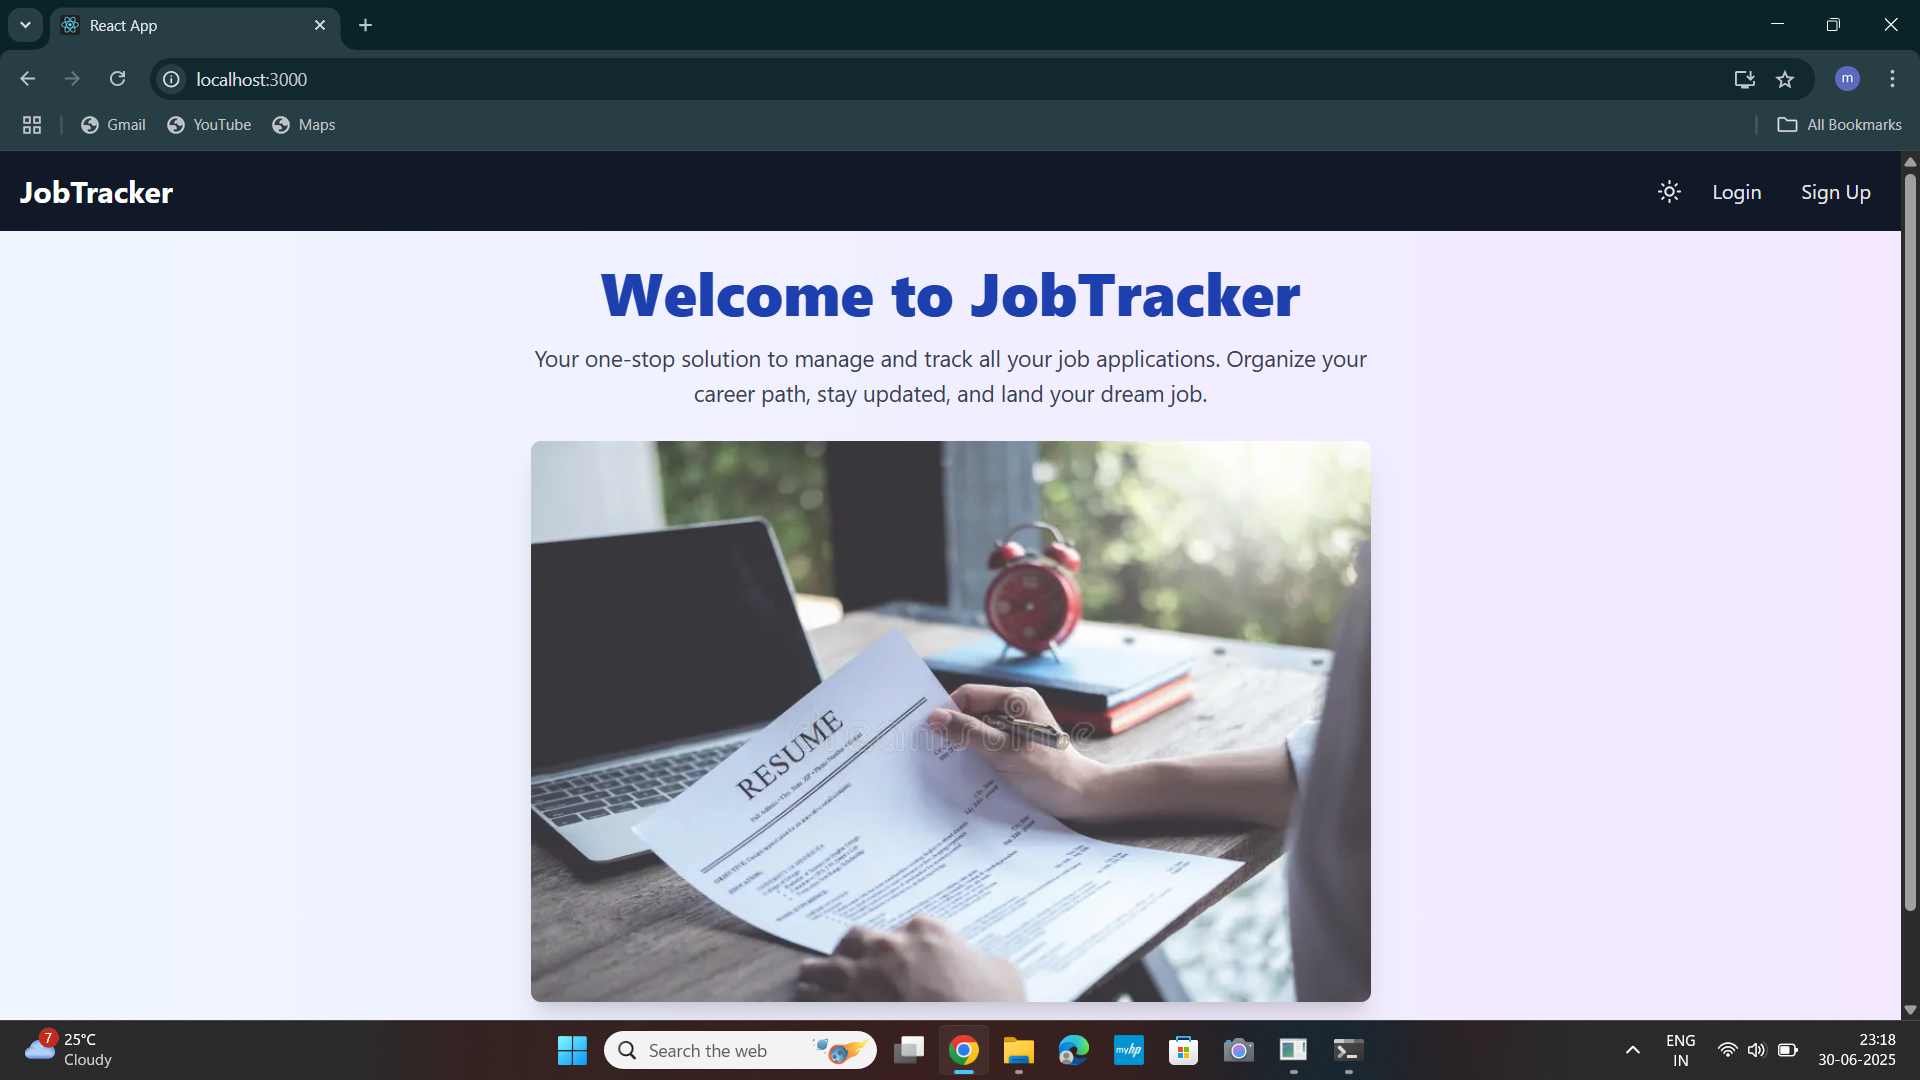 React App
localhost:3000
m
Gmail
YouTube
Maps
All Bookmarks
JobTracker
Login
Sign Up
Welcome to JobTracker
Your one-stop solution to manage and track all your job applications. Organize your
career path, stay updated, and land your dream job.
dreamstime.
RESUME
7
25°C
Cloudy
Search the web
myhp
ENG
IN
23:18
30-06-2025